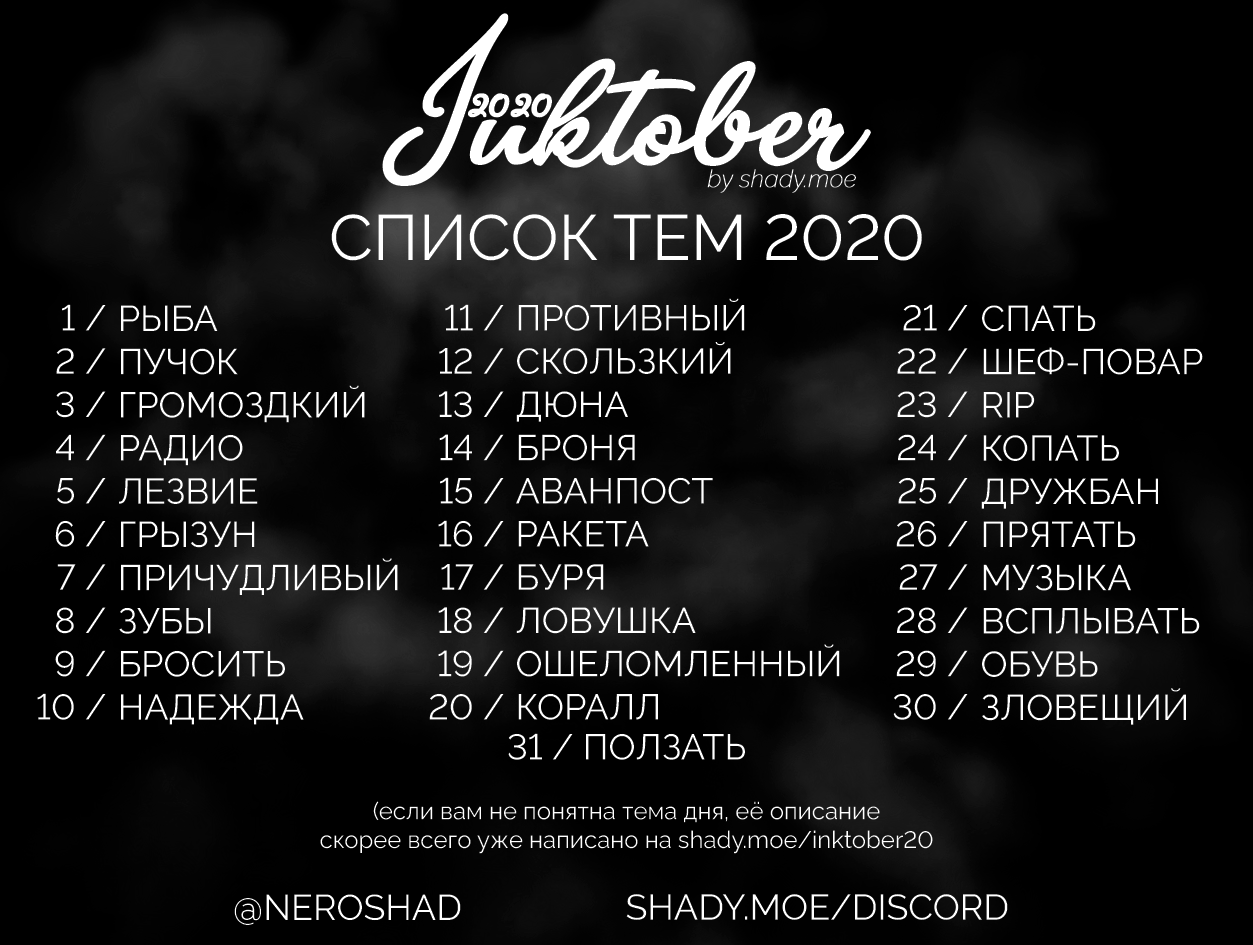 Inktober
2020
by shady.moe
СПИСОК ТЕМ 2020
1 / РЫБА
2 / ПУЧОК
3 / ГРОМОЗДКИЙ
4 / РАДИО
5 / ЛЕЗВИЕ
6 / ГРЫЗУН
7 / ПРИЧУДЛИВЫЙ
8 / ЗУБЫ
9 / БРОСИТЬ
10 / НАДЕЖДА
11 / ПРОТИВНЫЙ
12 / СКОЛЬЗКИЙ
13 / ДЮНА
14 / БРОНЯ
15 / АВАНПОСТ
16 / РАКЕТА
17 / БУРЯ
18 / ЛОВУШКА
19 / ОШЕЛОМЛЕННЫЙ
20 / КОРАЛЛ
21 / СПАТЬ
22 / ШЕФ-ПОВАР
23 / RIP
24 / КОПАТЬ
25 / ДРУЖБАН
26 / ПРЯТАТЬ
27 / МУЗЫКА
28 / ВСПЛЫВАТЬ
29 / ОБУВЬ
30 / ЗЛОВЕЩИЙ
31 / ПОЛЗАТЬ
(если вам не понятна тема дня, её описание
скорее всего уже написано на shady.moe/inktober20
@NEROSHAD
SHADY.MOE/DISCORD